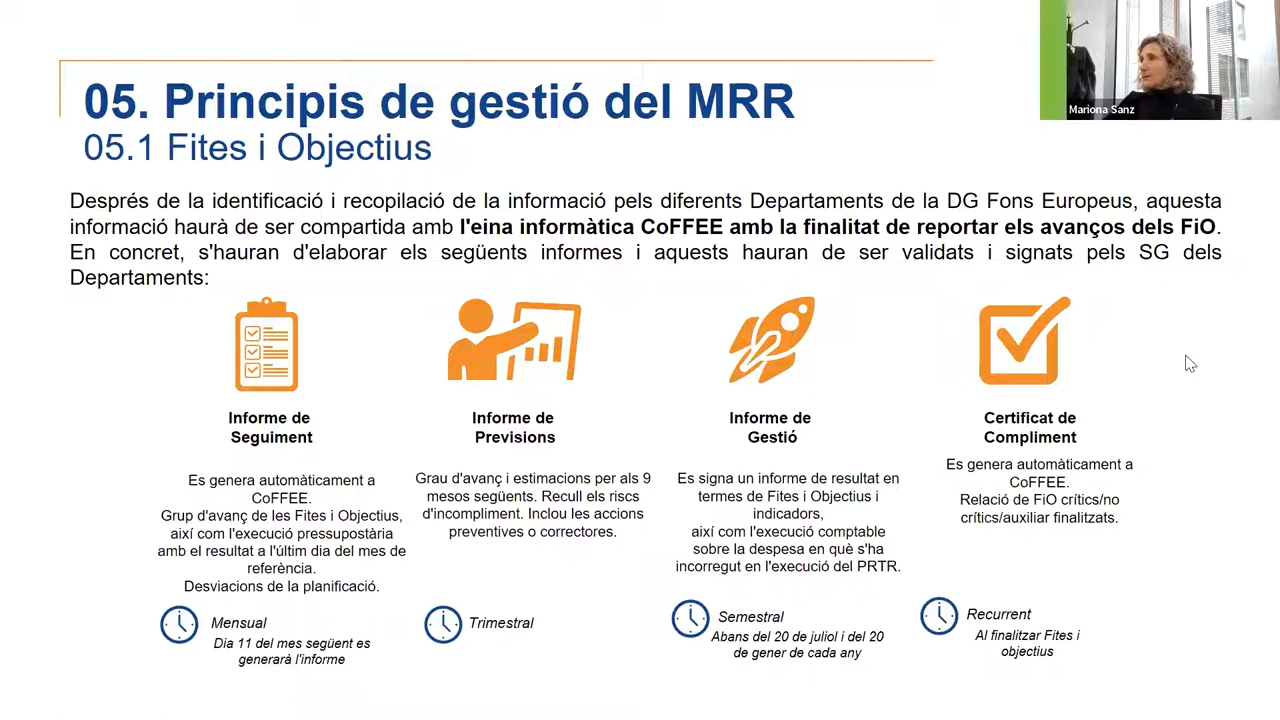 05. Principis de gestió del MRR
05.1 Fites i Objectius
Mariona Sanz
Després de la identificació i recopilació de la informació pels diferents Departaments de la DG Fons Europeus, aquesta
informació haurà de ser compartida amb l'eina informàtica CoFFEE amb la finalitat de reportar els avanços dels FiO.
En concret, s'hauran d'elaborar els següents informes i aquests hauran de ser validats i signats pels SG dels
Departaments:
Informe de
Seguiment
Es genera automàticament a
CoFFEE.
Grup d'avanç de les Fites i Objectius,
així com l'execució pressupostària
amb el resultat a l'últim dia del mes de
referència.
Desviacions de la planificació.
Mensual
Dia 11 del mes següent es
generarà l'informe
Informe de
Previsions
Grau d'avanç i estimacions per als 9
mesos següents. Recull els riscs
d'incompliment. Inclou les accions
preventives o correctores.
Trimestral
Informe de
Gestió
Es signa un informe de resultat en
termes de Fites i Objectius i
indicadors,
així com l'execució comptable
sobre la despesa en què s'ha
incorregut en l'execució del PRTR.
Semestral
Abans del 20 de juliol i del 20
de gener de cada any
Certificat de
Compliment
Es genera automàticament a
CoFFEE.
Relació de FiO crítics/no
crítics/auxiliar finalitzats.
Recurrent
Al finalitzar Fites i
objectius